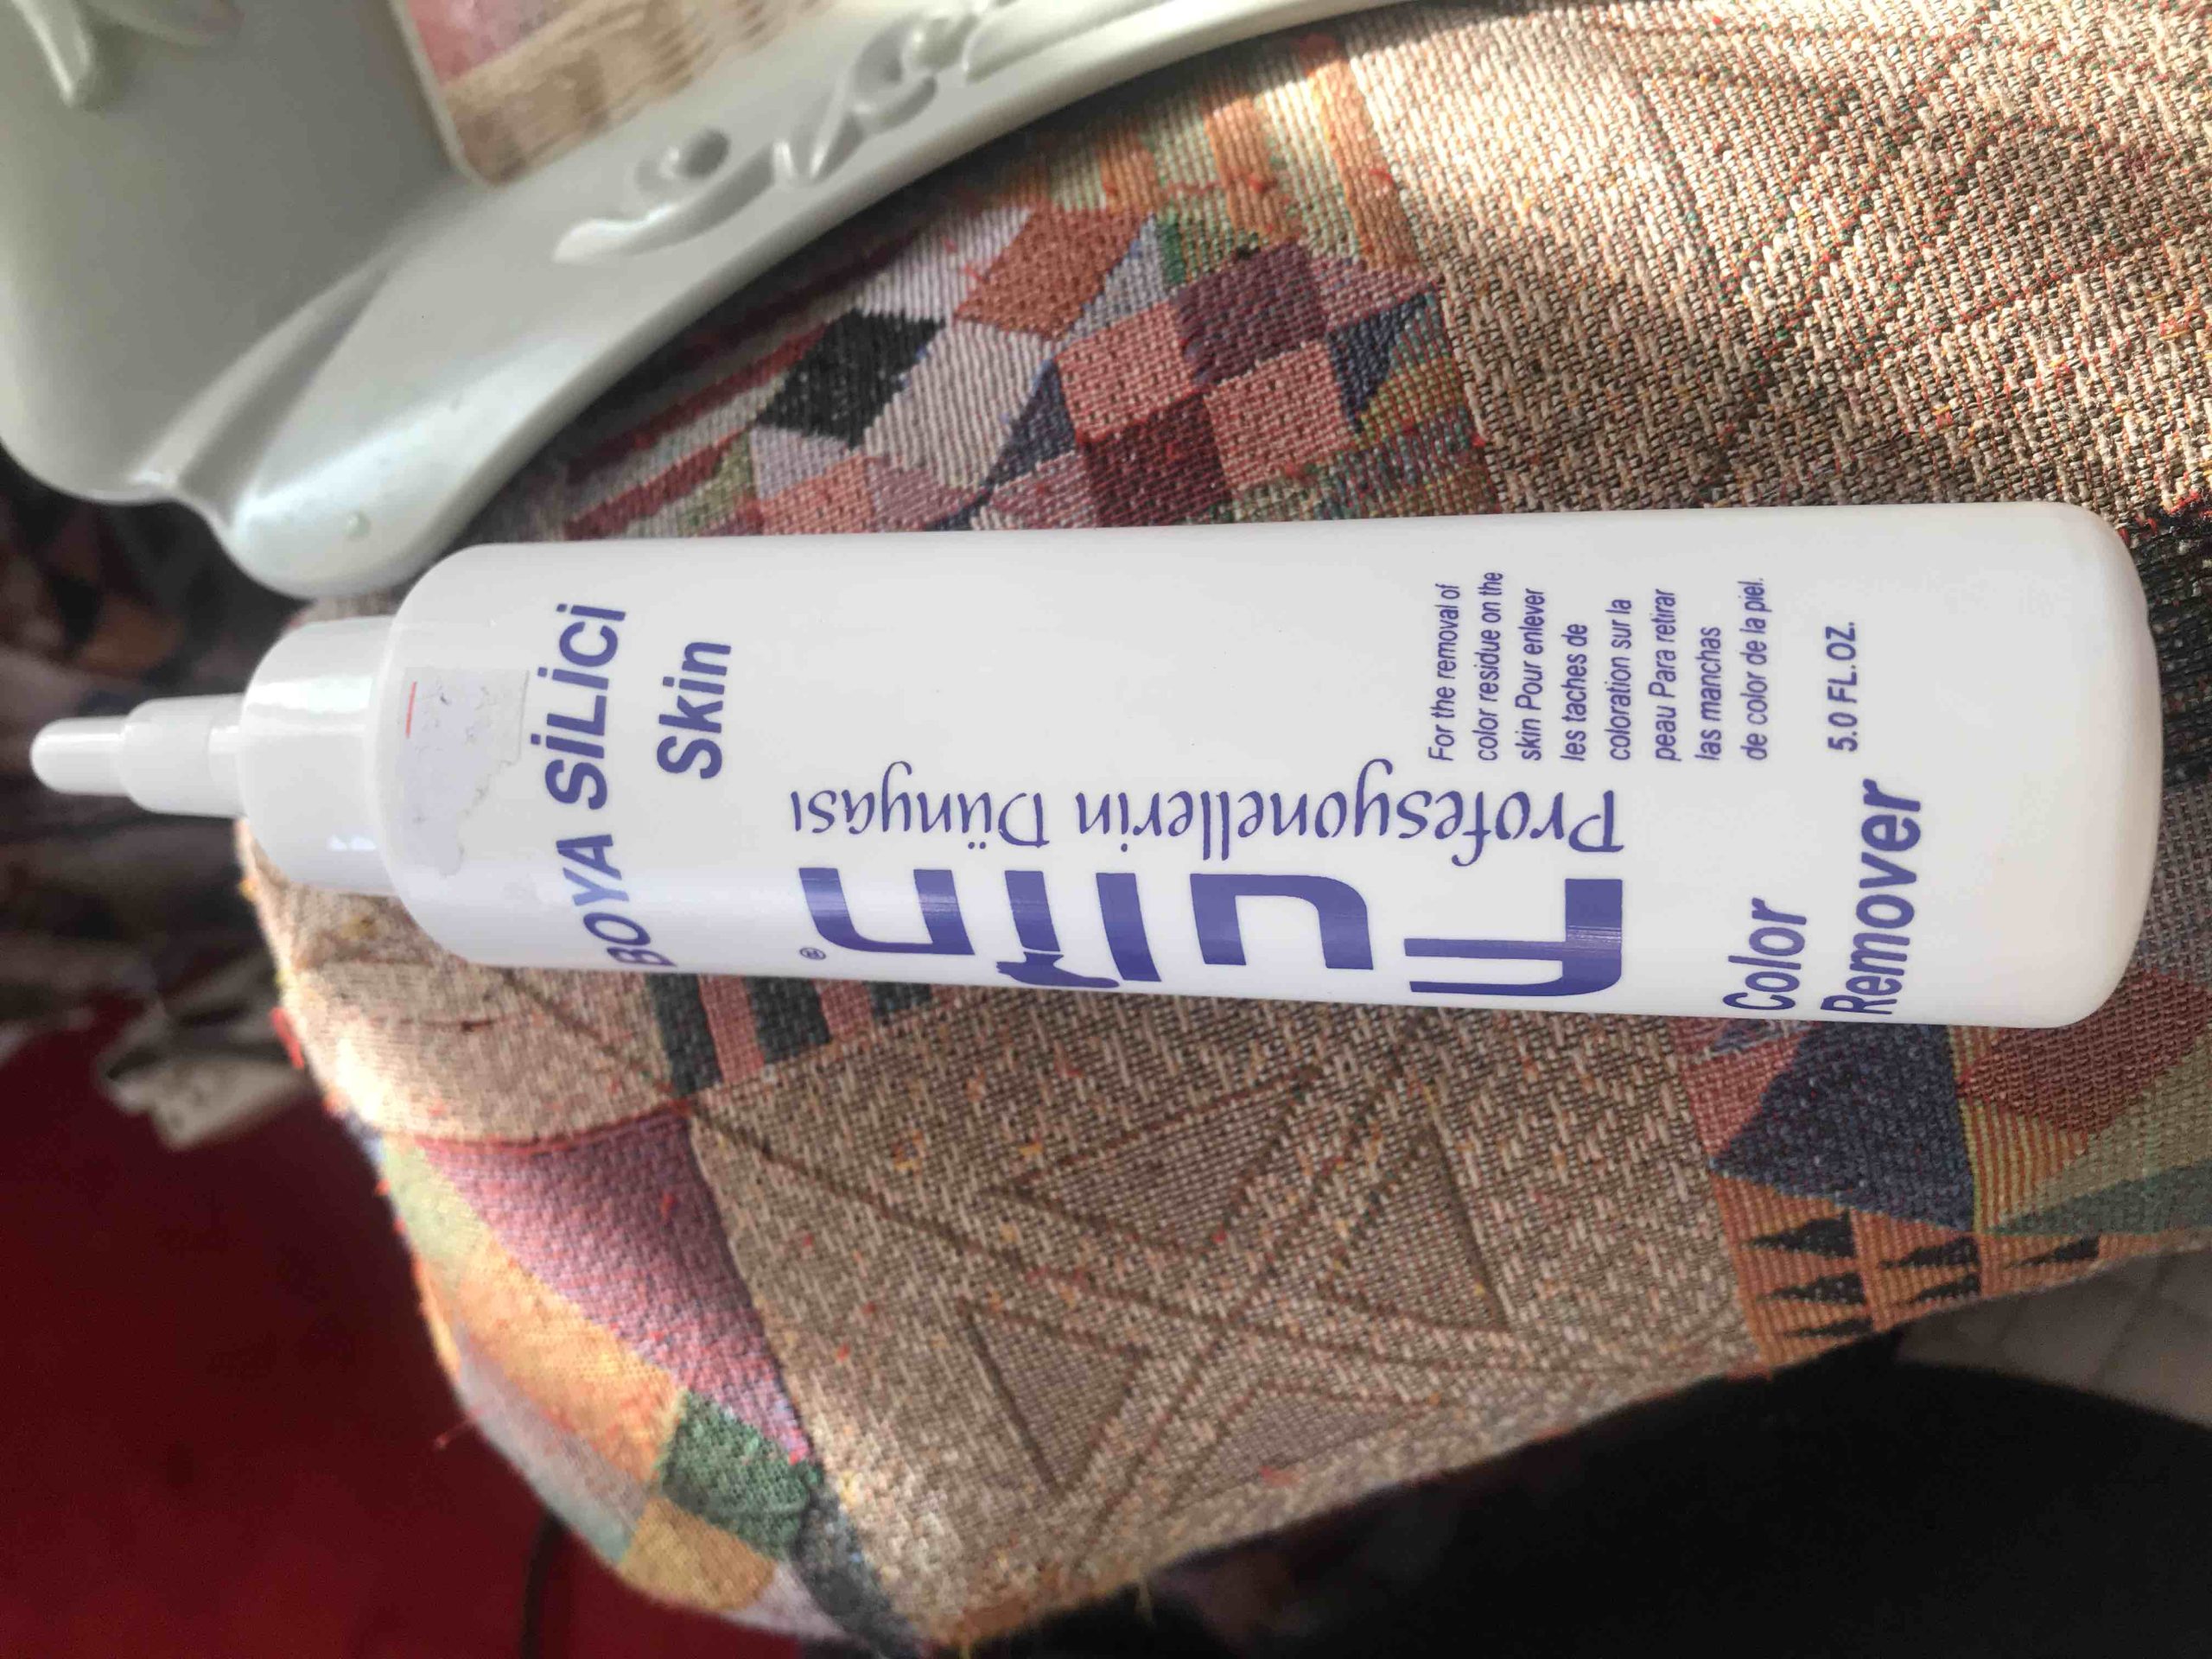 BOYA SİLİCİ
Skin
Profesyonellerin Dünyası
®
Color
Remover
For the removal of
color residue on the
skin Pour enlever
les taches de
coloration sur la
peau Para retirar
las manchas
de color de la piel.
5.0 FL.OZ.